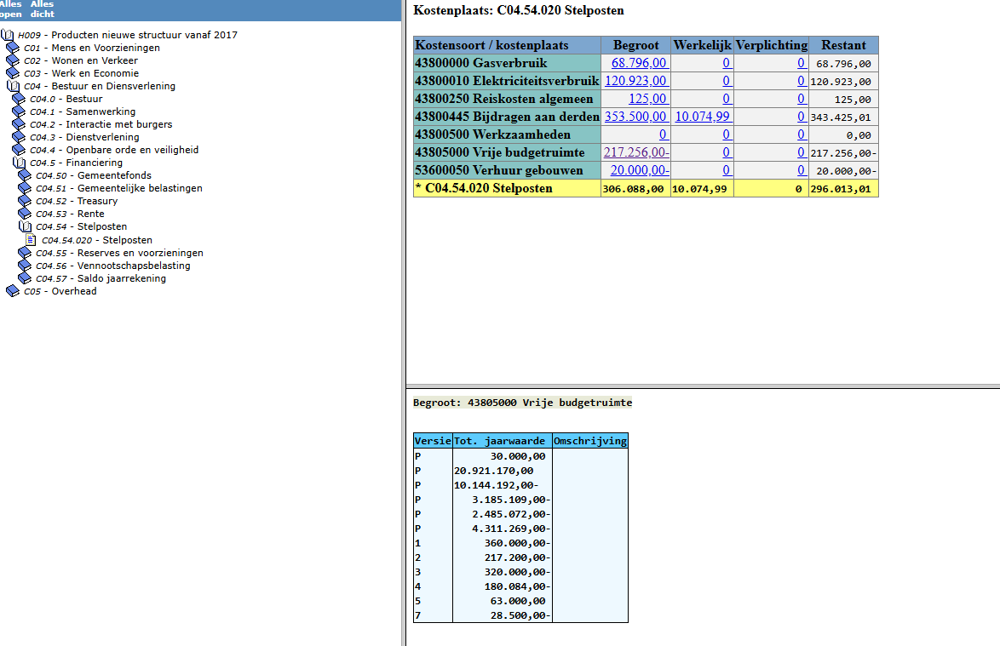 Alles Alles
open dicht
H009 - Producten nieuwe structuur vanaf 2017
C01 - Mens en Voorzieningen
C02 - Wonen en Verkeer
C03 - Werk en Economie
C04 - Bestuur en Diensverlening
C04.0 - Bestuur
C04.1 - Samenwerking
C04.2 - Interactie met burgers
C04.3 - Dienstverlening
C04.4 - Openbare orde en veiligheid
C04.5 - Financiering
C04.50 - Gemeentefonds
C04.51 - Gemeentelijke belastingen
C04.52 - Treasury
C04.53 - Rente
C04.54 - Stelposten
C04.54.020 - Stelposten
C04.55 - Reserves en voorzieningen
C04.56 - Vennootschapsbelasting
C04.57 - Saldo jaarrekening
C05 - Overhead
Kostenplaats: C04.54.020 Stelposten
Kostensoort / kostenplaats Begroot Werkelijk Verplichting Restant
43800000 Gasverbruik 68.796,00 0 0 68.796,00
43800010 Elektriciteitsverbruik 120.923,00 0 0 120.923,00
43800250 Reiskosten algemeen 125,00 0 0 125,00
43800445 Bijdragen aan derden 353.500,00 10.074,99 0 343.425,01
43800500 Werkzaamheden 0 0 0 0,00
43805000 Vrije budgetruimte 217.256,00- 0 0 217.256,00-
53600050 Verhuur gebouwen 20.000,00- 0 0 20.000,00-
* C04.54.020 Stelposten 306.088,00 10.074,99 0 296.013,01
Begroot: 43805000 Vrije budgetruimte
Versie Tot. jaarwaarde Omschrijving
P 30.000,00
P 20.921.170,00
P 10.144.192,00-
P 3.185.109,00-
P 2.485.072,00-
P 4.311.269,00-
1 360.000,00-
2 217.200,00-
3 320.000,00-
4 180.084,00-
5 63.000,00
7 28.500,00-